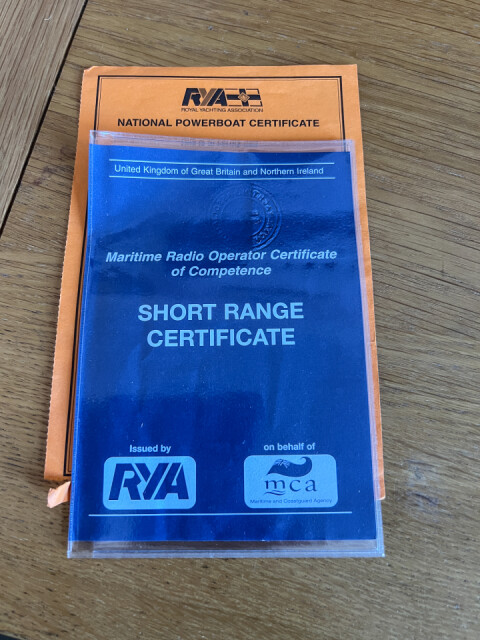 RYA
ROYAL YACHTING ASSOCIATION
NATIONAL POWERBOAT CERTIFICATE
United Kingdom of Great Britain and Northern Ireland
Maritime Radio Operator Certificate
of Competence
SHORT RANGE
CERTIFICATE
Issued by
RYA
on behalf of
mca
Maritime and Coastguard Agency